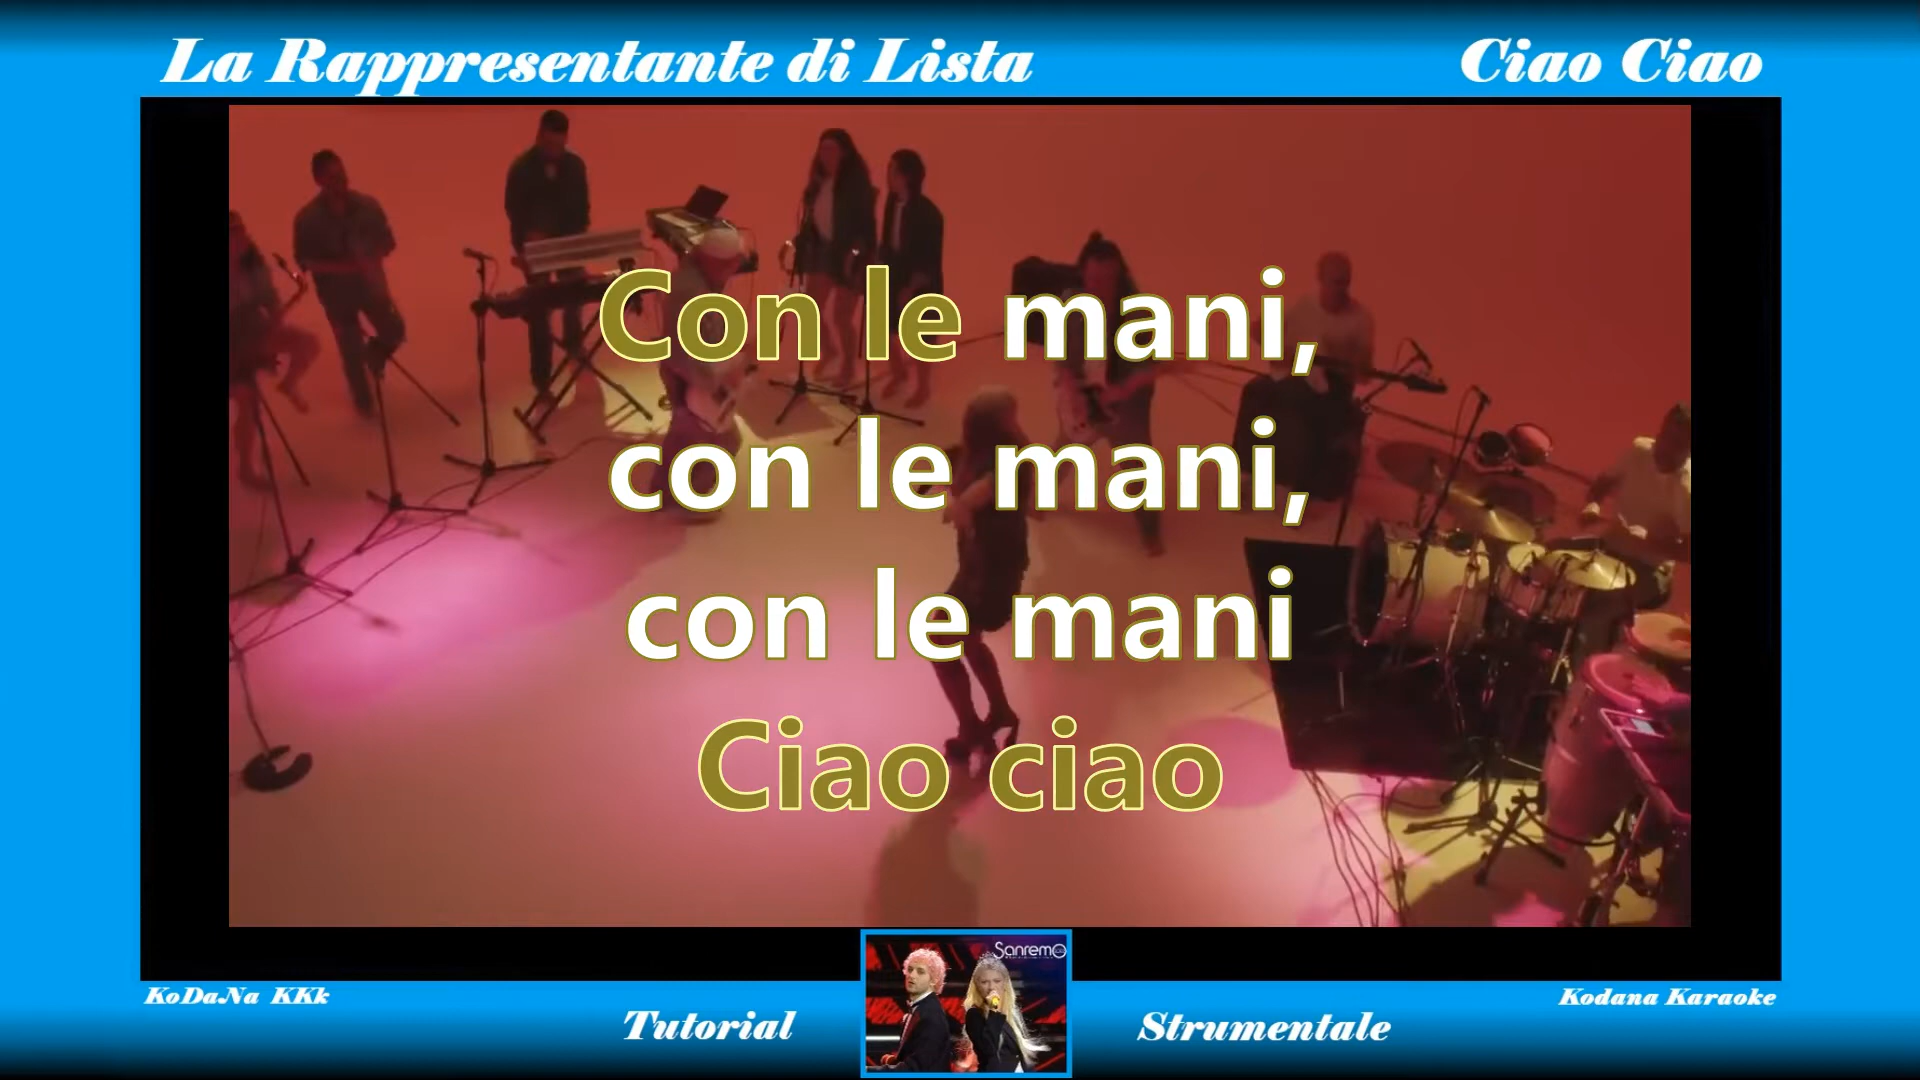 La Rappresentante di Lista
Ciao Ciao
Con le mani,
con le mani,
con le mani
Ciao ciao
Sanremo
KoDaNa KKk
Kodana Karaoke
Tutorial
Strumentale